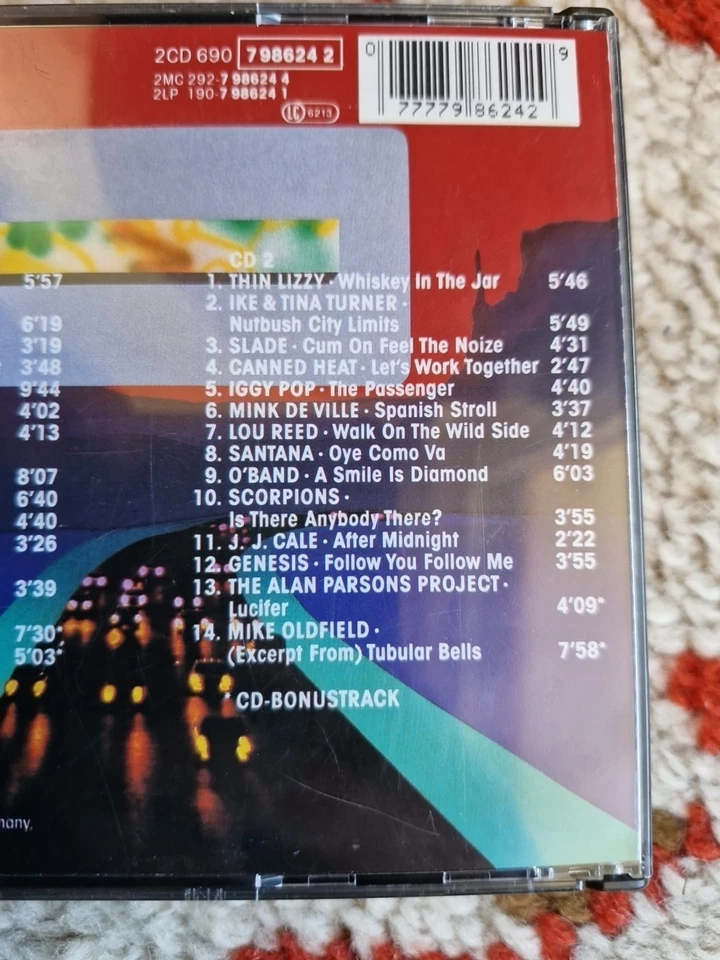 2CD 690 7 98624 2
2MC 292-7 98624 4
2LP 190-7 98624 1
LC 6213
0 77779 86242 9
5'57
6'19
3'19
3'48
9'44
4'02
4'13
8'07
6'40
4'40
3'26
3'39
7'30*
5'03*
CD 2
1. THIN LIZZY · Whiskey In The Jar 5'46
2. IKE & TINA TURNER ·
Nutbush City Limits 5'49
3. SLADE · Cum On Feel The Noize 4'31
4. CANNED HEAT · Let's Work Together 2'47
5. IGGY POP · The Passenger 4'40
6. MINK DE VILLE · Spanish Stroll 3'37
7. LOU REED · Walk On The Wild Side 4'12
8. SANTANA · Oye Como Va 4'19
9. O'BAND · A Smile Is Diamond 6'03
10. SCORPIONS ·
Is There Anybody There? 3'55
11. J. J. CALE · After Midnight 2'22
12. GENESIS · Follow You Follow Me 3'55
13. THE ALAN PARSONS PROJECT ·
Lucifer 4'09*
14. MIKE OLDFIELD ·
(Excerpt From) Tubular Bells 7'58*
* CD-BONUSTRACK
many,